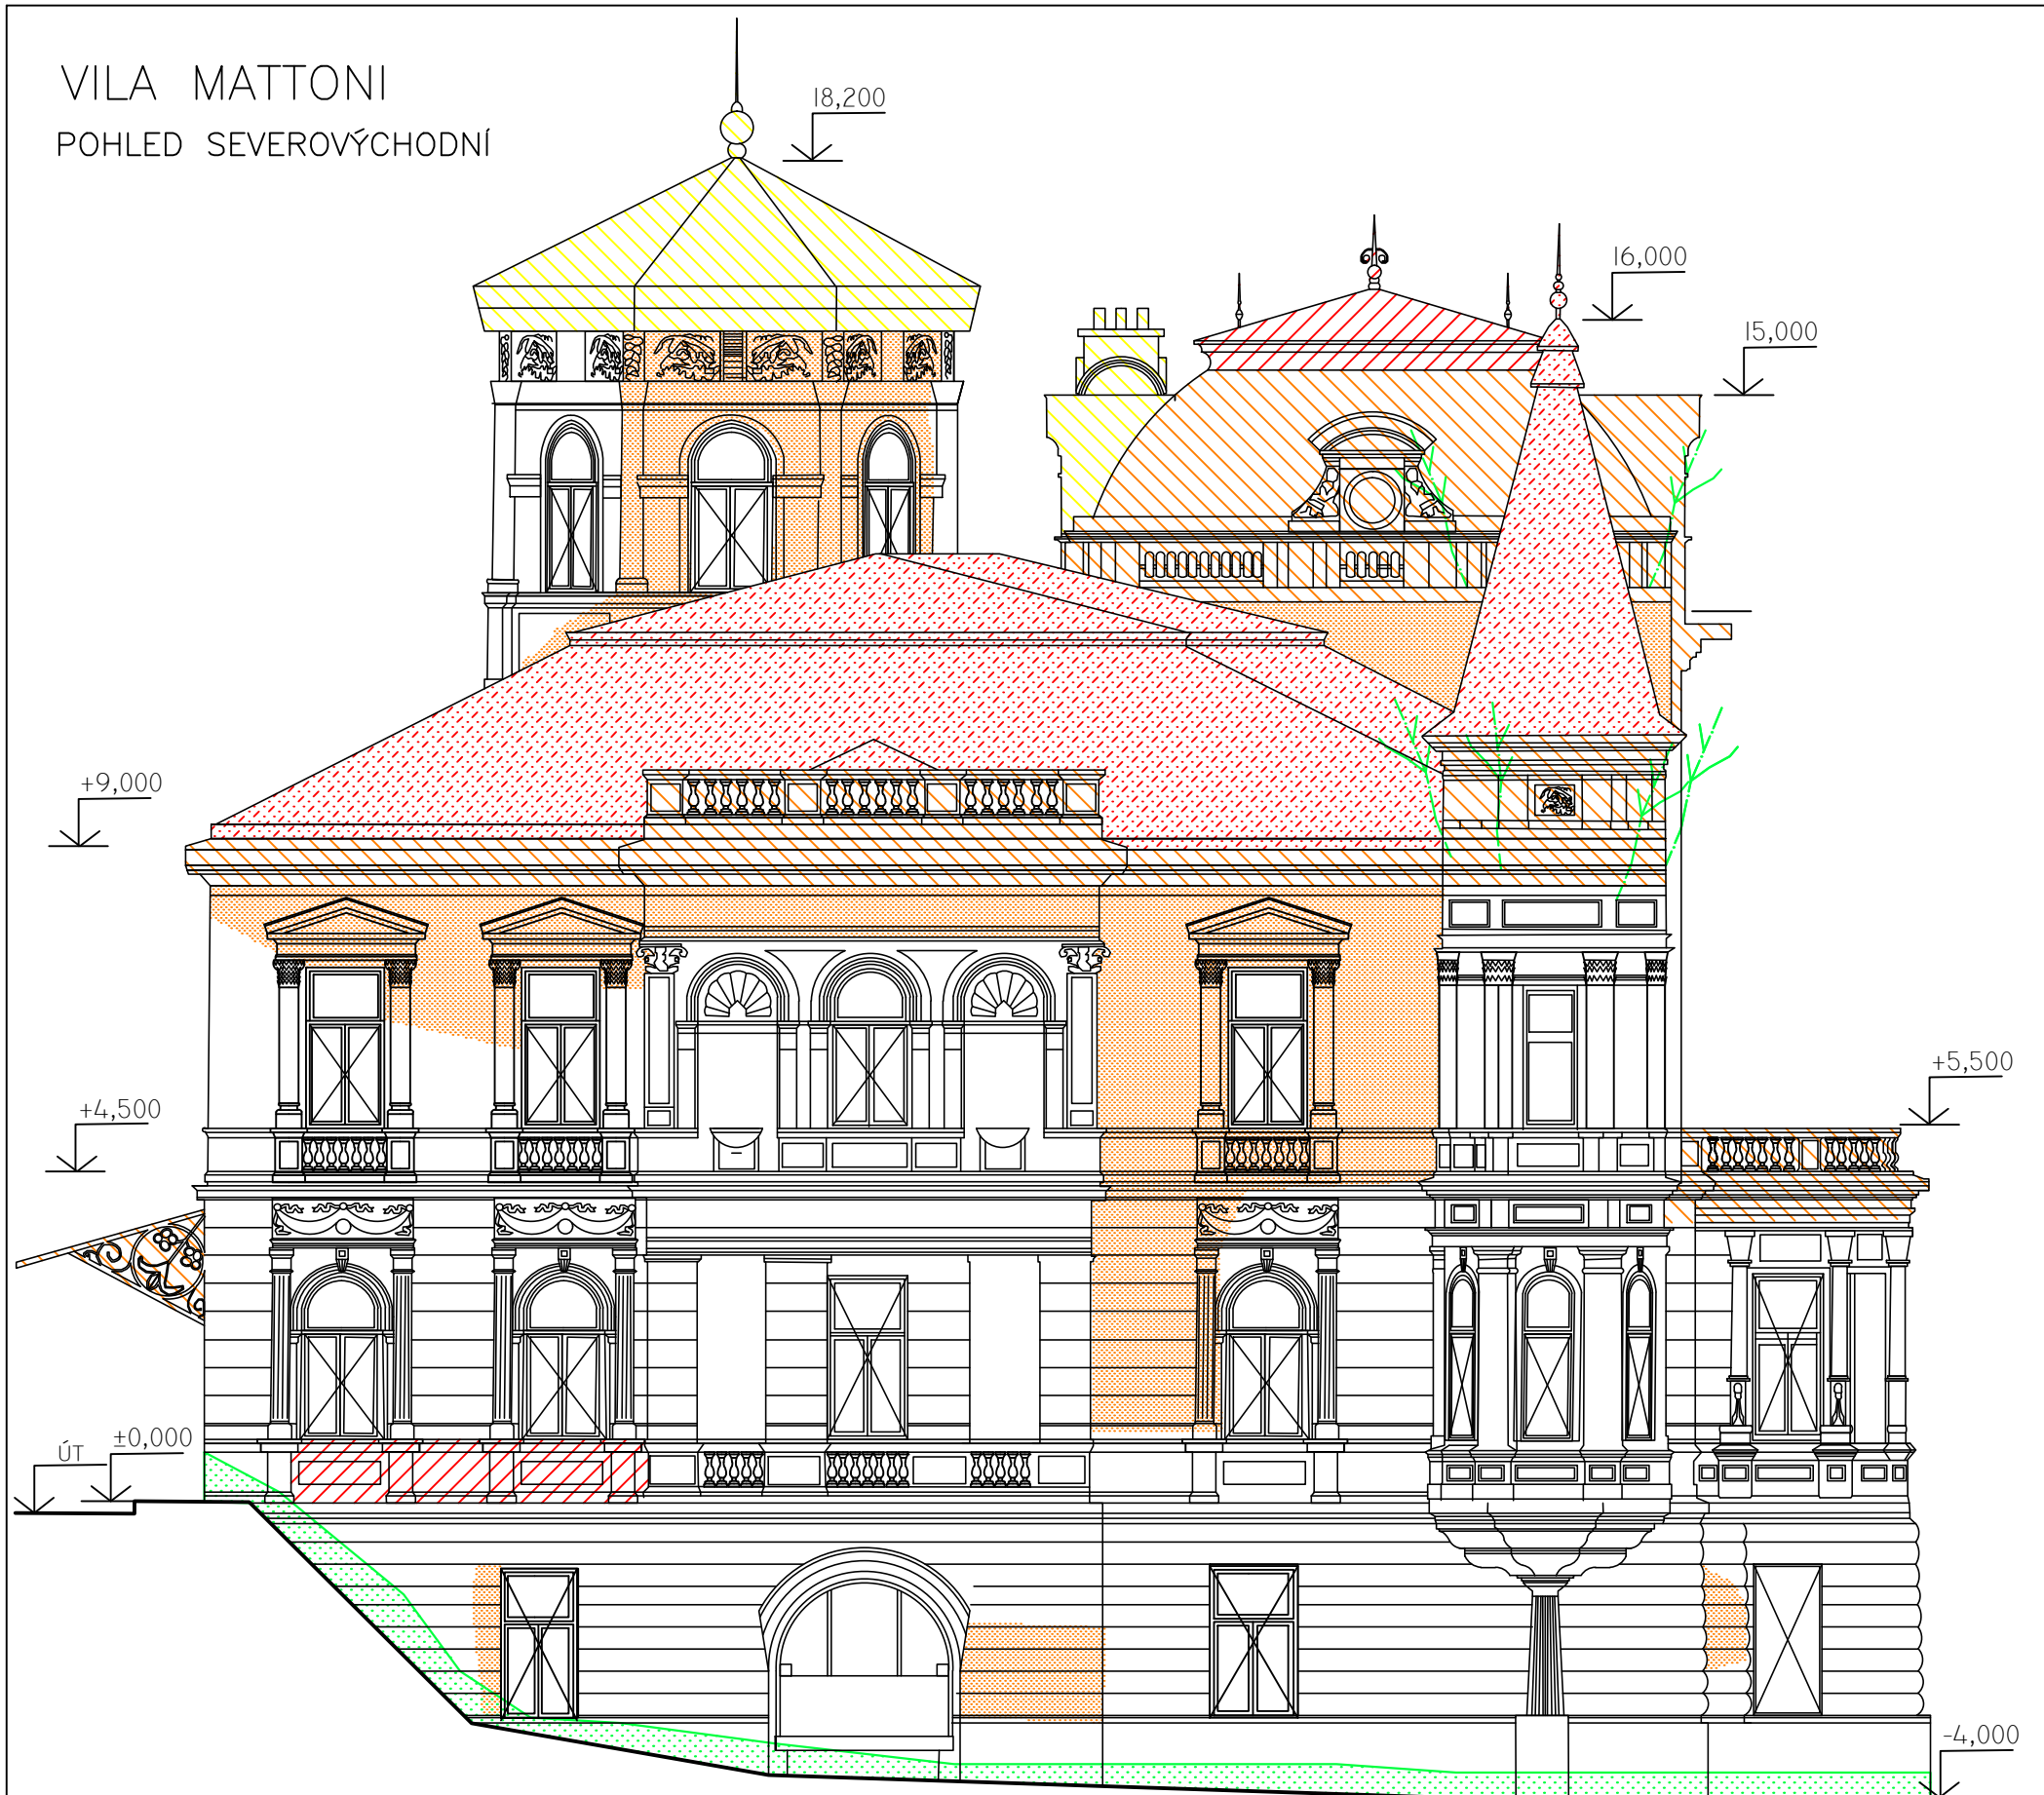 VILA MATTONI
POHLED SEVEROVÝCHODNÍ
18,200
16,000
15,000
+9,000
+5,500
+4,500
ÚT
±0,000
-4,000